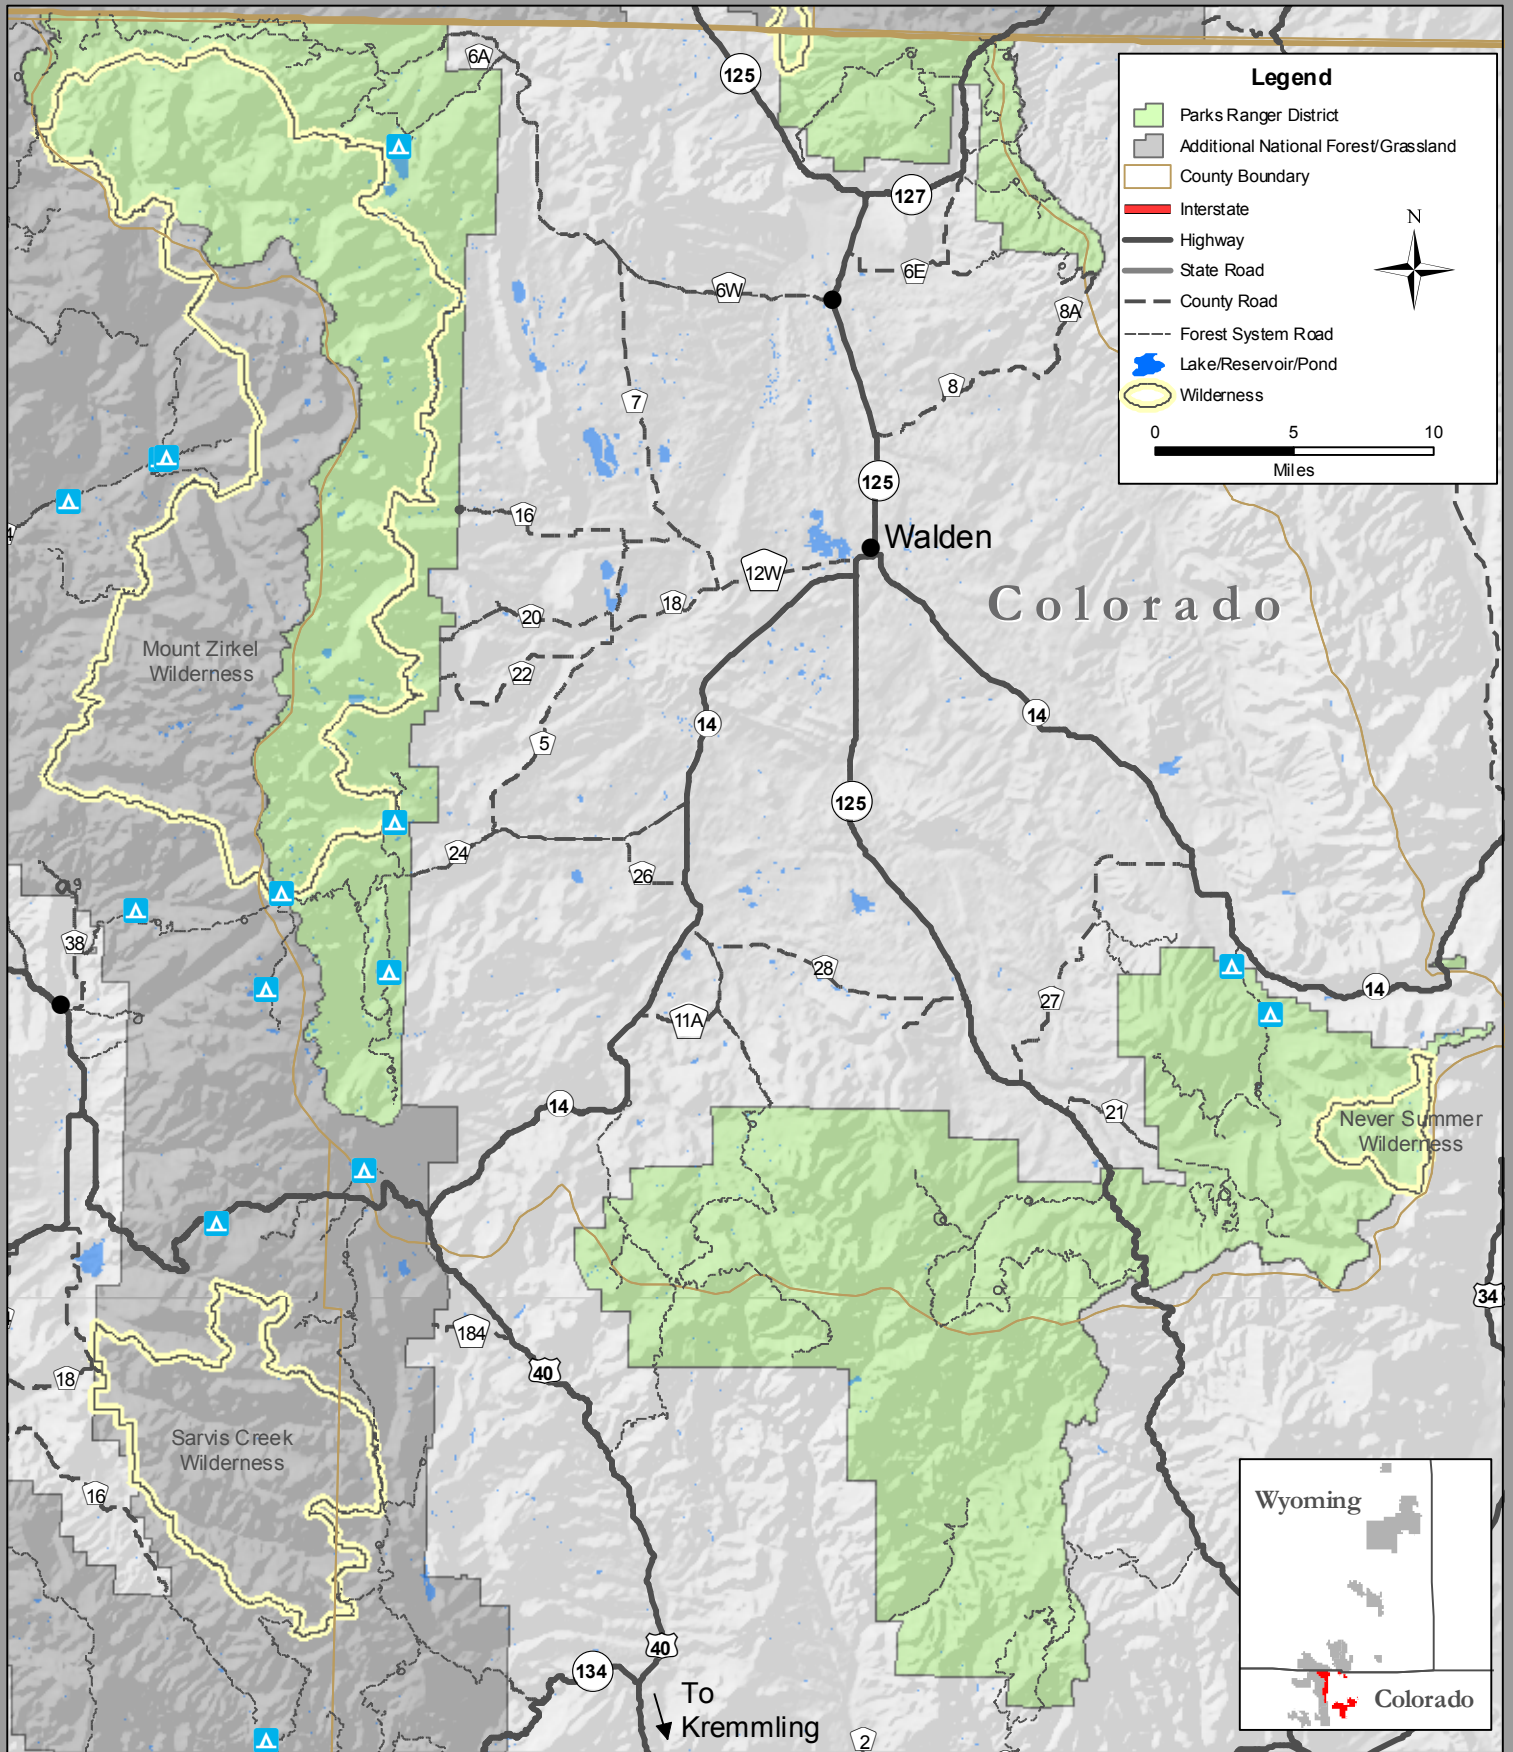 6A
125
Legend
Parks Ranger District
Additional National Forest/Grassland
County Boundary
Interstate
Highway
State Road
County Road
Forest System Road
Lake/Reservoir/Pond
Wilderness
N
0 5 10
Miles
127
6E
6W
8A
8
7
125
16
Walden
12W
18
20
Colorado
22
Mount Zirkel
Wilderness
14
14
5
125
24
26
38
28
14
27
11A
14
21
Never Summer
Wilderness
34
184
40
18
Sarvis Creek
Wilderness
16
Wyoming
Colorado
40
134
To
Kremmling
2